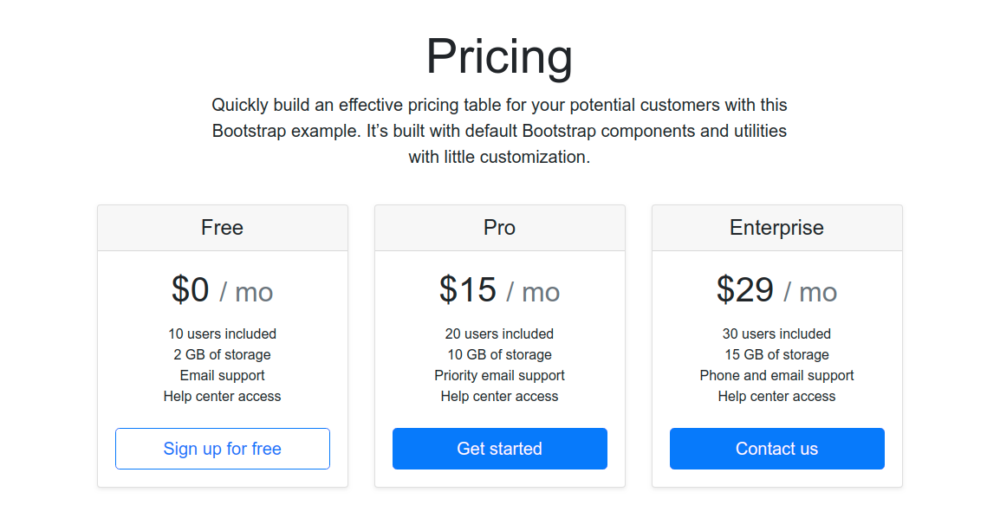 Pricing
Quickly build an effective pricing table for your potential customers with this
Bootstrap example. It’s built with default Bootstrap components and utilities
with little customization.
Free
$0 / mo
10 users included
2 GB of storage
Email support
Help center access
Sign up for free
Pro
$15 / mo
20 users included
10 GB of storage
Priority email support
Help center access
Get started
Enterprise
$29 / mo
30 users included
15 GB of storage
Phone and email support
Help center access
Contact us